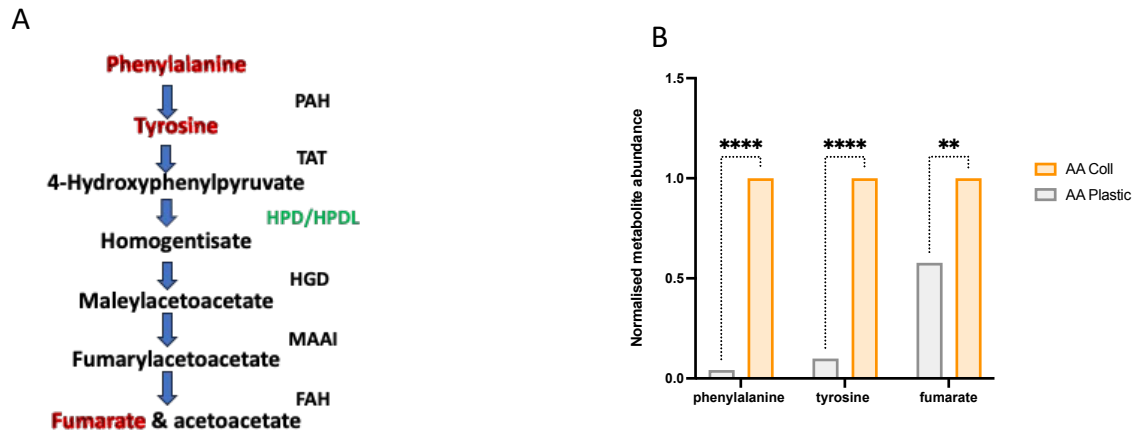 A
Phenylalanine
PAH
Tyrosine
TAT
4-Hydroxyphenylpyruvate
HPD/HPDL
Homogentisate
HGD
Maleylacetoacetate
MAAI
Fumarylacetoacetate
FAH
Fumarate & acetoacetate
B
Normalised metabolite abundance
1.5
1.0
0.5
0.0
**** **** **
phenylalanine tyrosine fumarate
AA Coll
AA Plastic